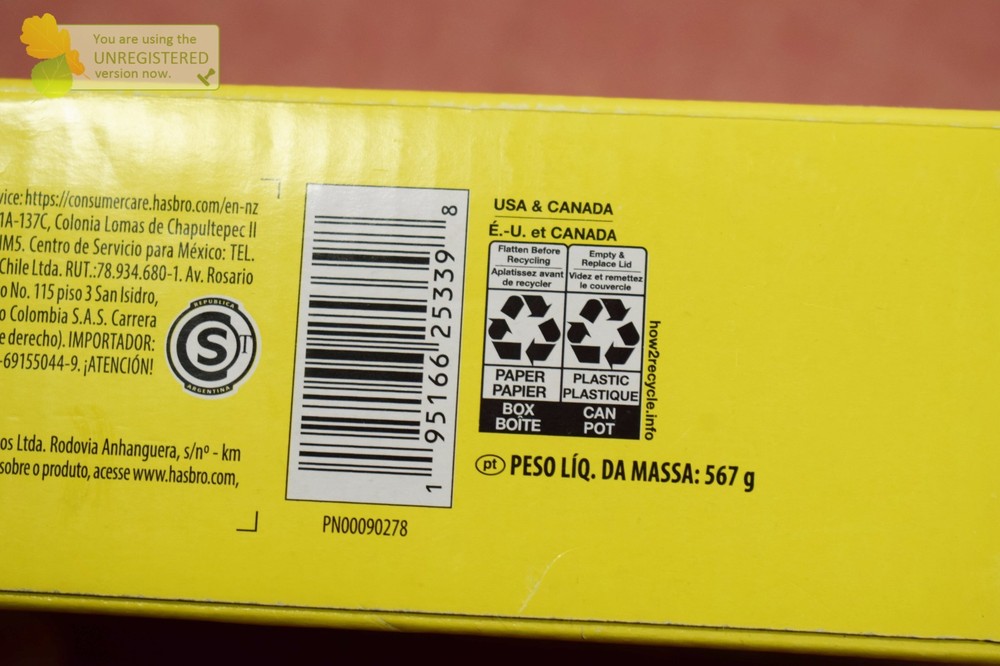 You are using the
UNREGISTERED
version now.
vice: https://consumercare.hasbro.com/en-nz
1A-137C, Colonia Lomas de Chapultepec II
IM5. Centro de Servicio para México: TEL.
Chile Ltda. RUT.:78.934.680-1. Av. Rosario
o No. 115 piso 3 San Isidro,
o Colombia S.A.S. Carrera
e derecho). IMPORTADOR:
-69155044-9. ¡ATENCIÓN!
REPUBLICA
S
T
ARGENTINA
os Ltda. Rodovia Anhanguera, s/nº - km
sobre o produto, acesse www.hasbro.com,
1 95166 25339 8
PN00090278
USA & CANADA
É.-U. et CANADA
Flatten Before
Recycling
Aplatissez avant
de recycler
PAPER
PAPIER
BOX
BOÎTE
Empty &
Replace Lid
Videz et remettez
le couvercle
PLASTIC
PLASTIQUE
CAN
POT
how2recycle.info
pt PESO LÍQ. DA MASSA: 567 g